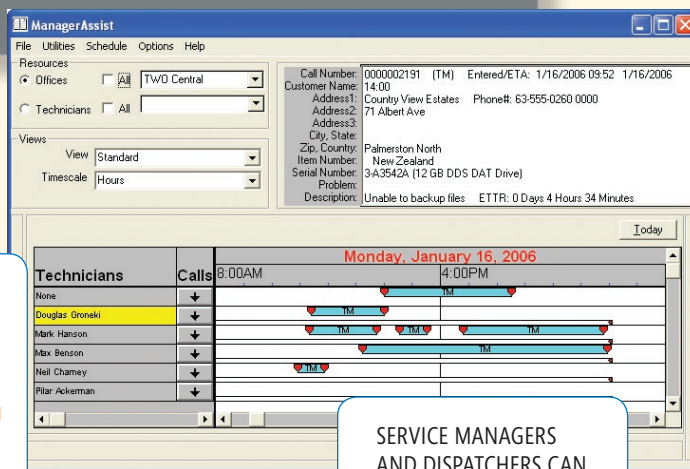 ManagerAssist
File Utilities Schedule Options Help
Resources
Offices All TWO Central
Technicians All
Views
View Standard
Timescale Hours
Call Number: 0000002191 (TM) Entered/ETA: 1/16/2006 09:52 1/16/2006
Customer Name: 14:00
Address1: Country View Estates Phone#: 63-555-0260 0000
Address2: 71 Albert Ave
Address3:
City, State:
Zip, Country: Palmerston North
Item Number: New Zealand
Serial Number: 3-A3542A (12 GB DDS DAT Drive)
Problem:
Description: Unable to backup files ETTR: 0 Days 4 Hours 34 Minutes
Today
Monday, January 16, 2006
Technicians Calls 8:00AM 4:00PM
None TM
Douglas Groneki TM
Mark Hanson TM TM TM
Max Benson TM
Neil Charney TM
Pilar Ackerman
SERVICE MANAGERS
AND DISPATCHERS CAN